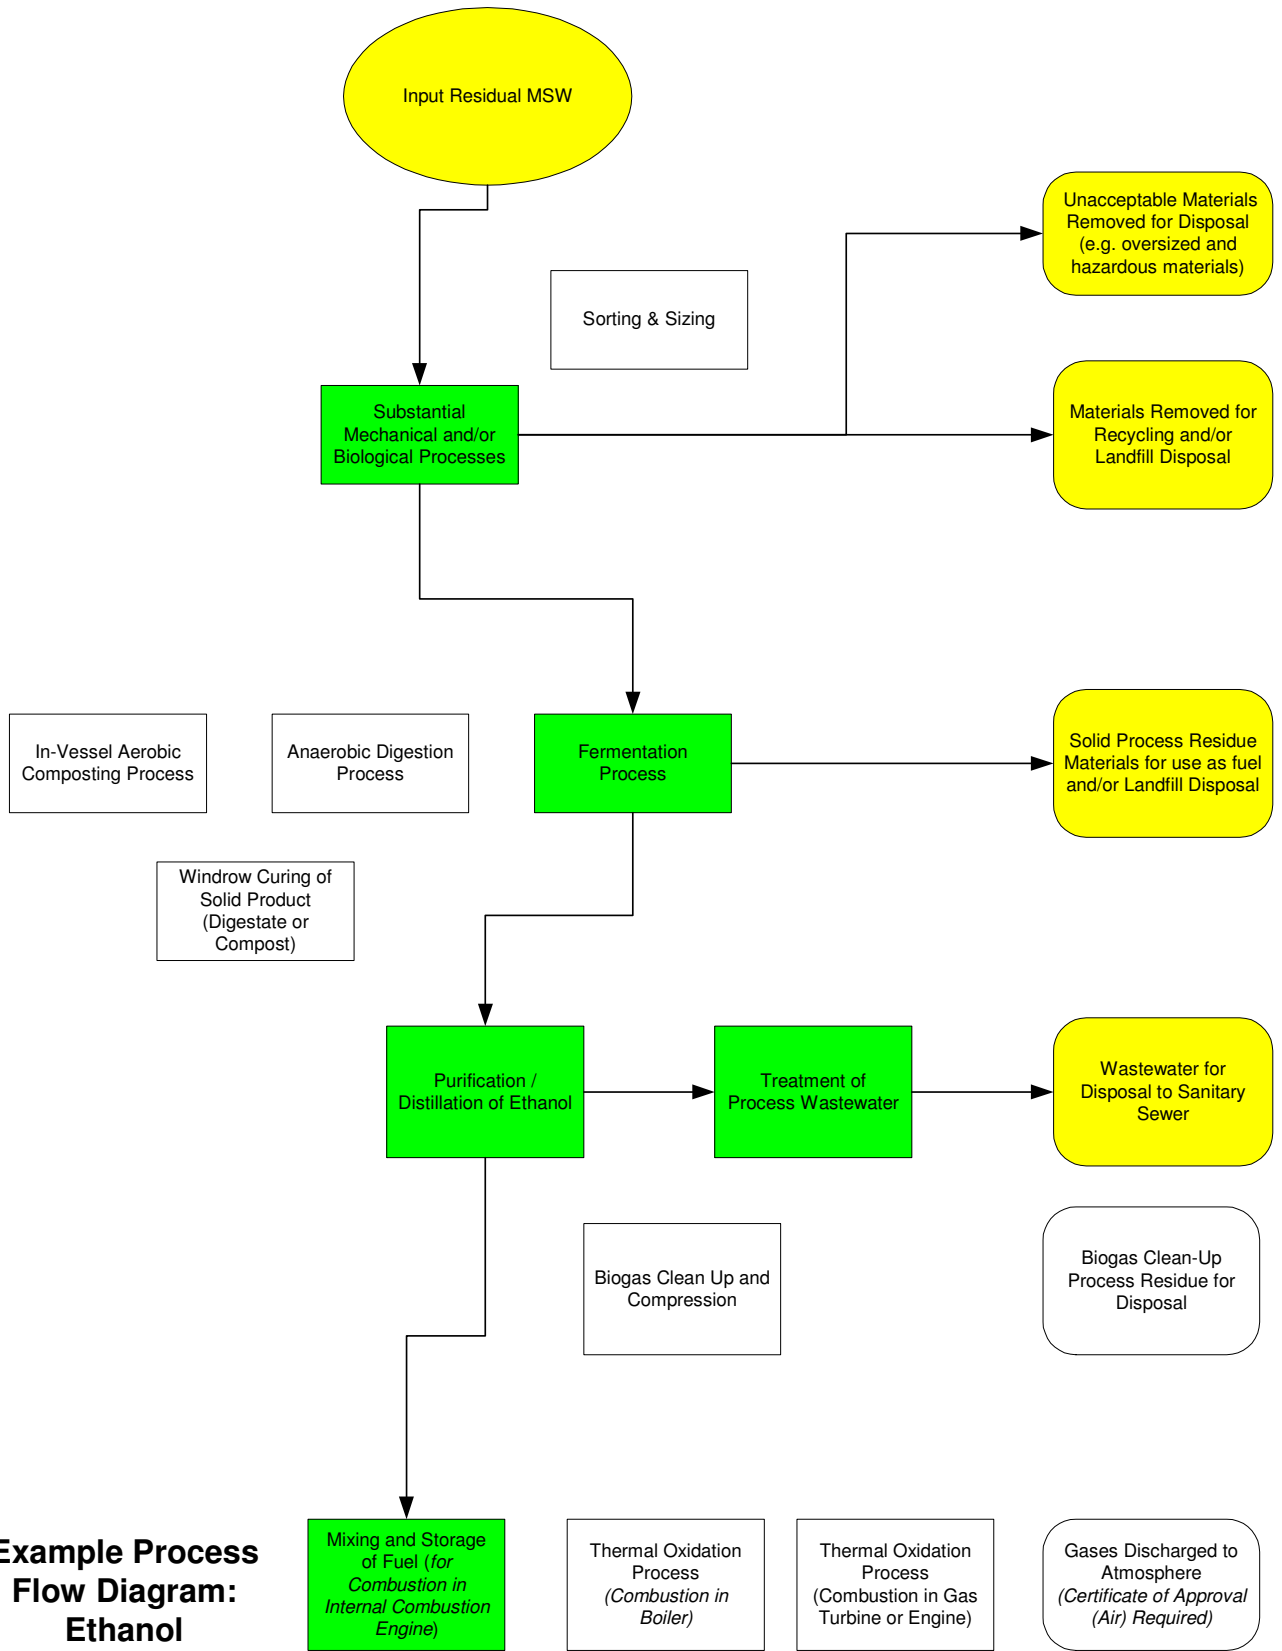 Input Residual MSW
Unacceptable Materials
Removed for Disposal
(e.g. oversized and
hazardous materials)
Sorting & Sizing
Substantial
Mechanical and/or
Biological Processes
Materials Removed for
Recycling and/or
Landfill Disposal
In-Vessel Aerobic
Composting Process
Anaerobic Digestion
Process
Fermentation
Process
Solid Process Residue
Materials for use as fuel
and/or Landfill Disposal
Windrow Curing of
Solid Product
(Digestate or
Compost)
Purification /
Distillation of Ethanol
Treatment of
Process Wastewater
Wastewater for
Disposal to Sanitary
Sewer
Biogas Clean Up and
Compression
Biogas Clean-Up
Process Residue for
Disposal
Example Process
Flow Diagram:
Ethanol
Mixing and Storage
of Fuel (for
Combustion in
Internal Combustion
Engine)
Thermal Oxidation
Process
(Combustion in
Boiler)
Thermal Oxidation
Process
(Combustion in Gas
Turbine or Engine)
Gases Discharged to
Atmosphere
(Certificate of Approval
(Air) Required)